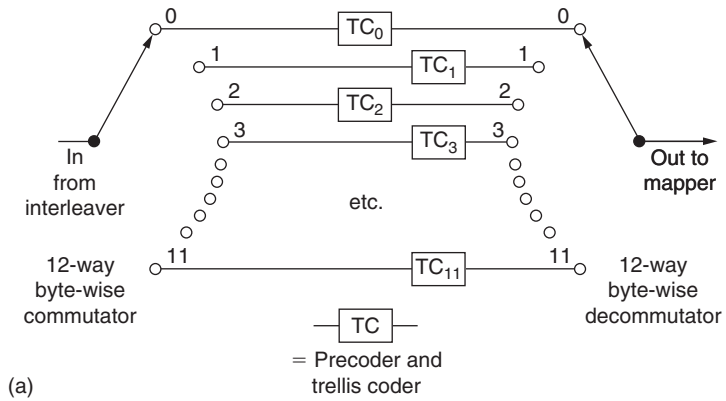 0 TC0 0
1 TC1 1
2 TC2 2
3 TC3 3
In
from
interleaver
Out to
mapper
etc.
11 TC11 11
12-way
byte-wise
commutator
12-way
byte-wise
decommutator
TC
= Precoder and
trellis coder
(a)